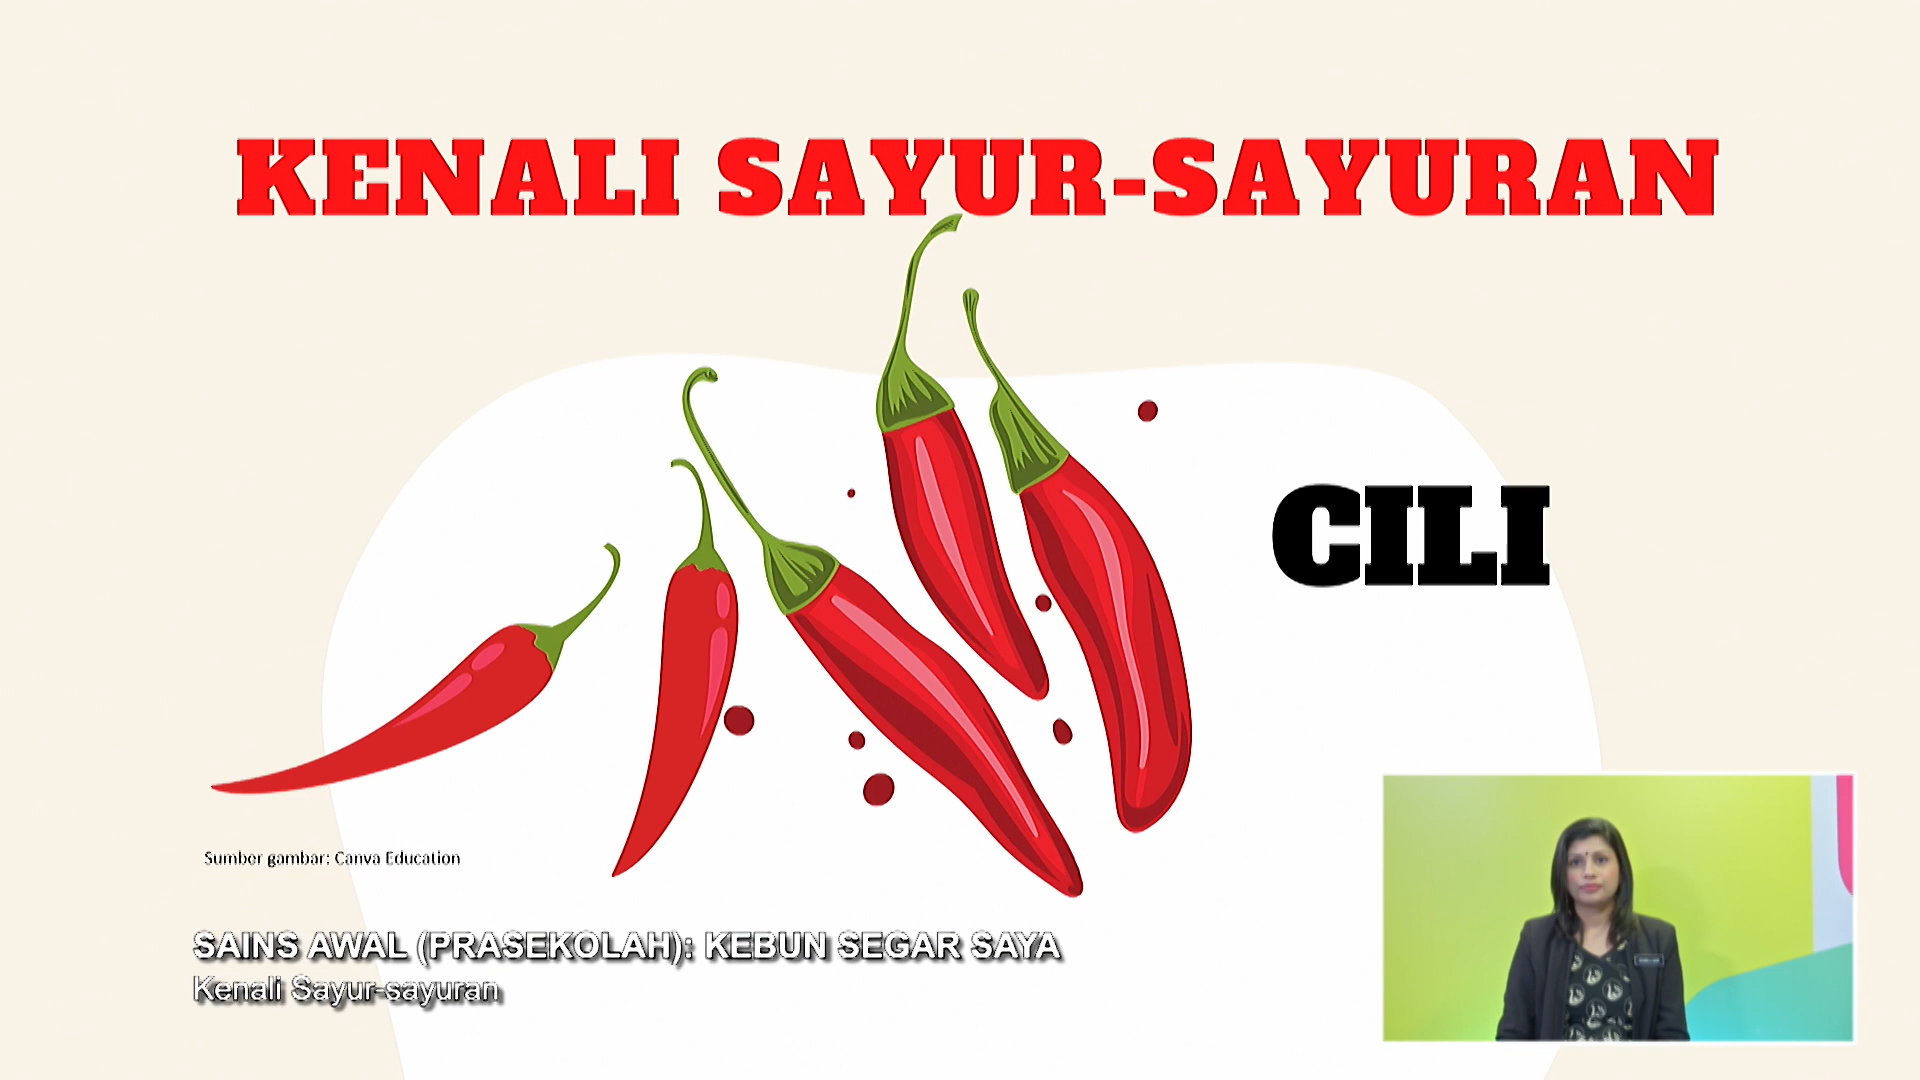 KENALI SAYUR-SAYURAN
CILI
Sumber gambar: Canva Education
SAINS AWAL (PRASEKOLAH): KEBUN SEGAR SAYA
Kenali Sayur-sayuran